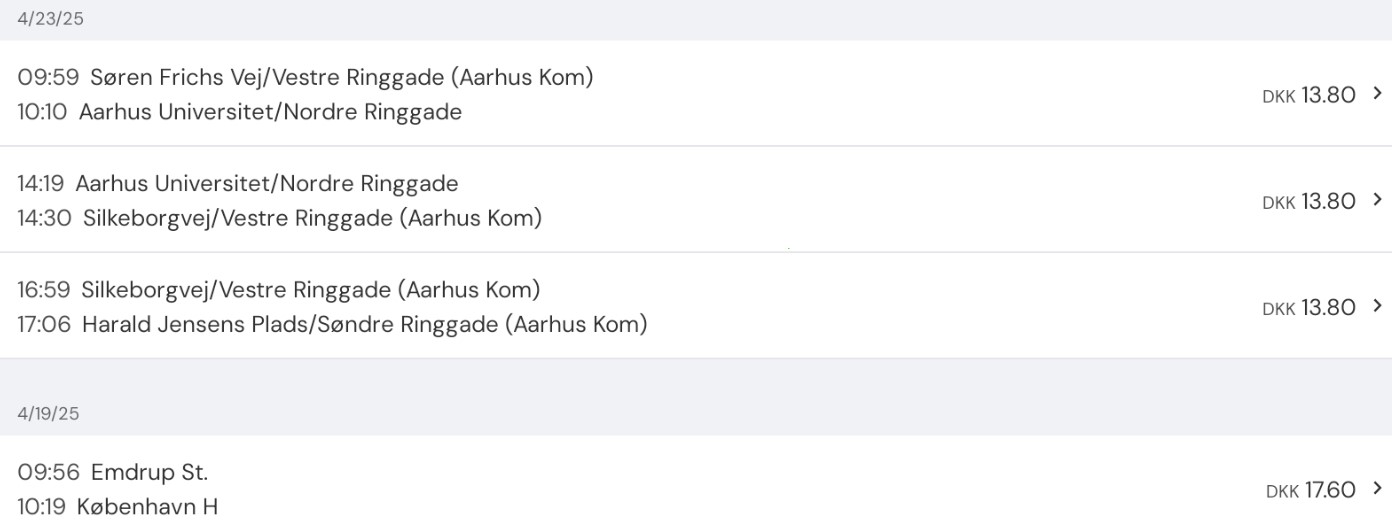 4/23/25
09:59 Søren Frichs Vej/Vestre Ringgade (Aarhus Kom)
10:10 Aarhus Universitet/Nordre Ringgade
DKK 13.80
14:19 Aarhus Universitet/Nordre Ringgade
14:30 Silkeborgvej/Vestre Ringgade (Aarhus Kom)
DKK 13.80
16:59 Silkeborgvej/Vestre Ringgade (Aarhus Kom)
17:06 Harald Jensens Plads/Søndre Ringgade (Aarhus Kom)
DKK 13.80
4/19/25
09:56 Emdrup St.
10:19 København H
DKK 17.60